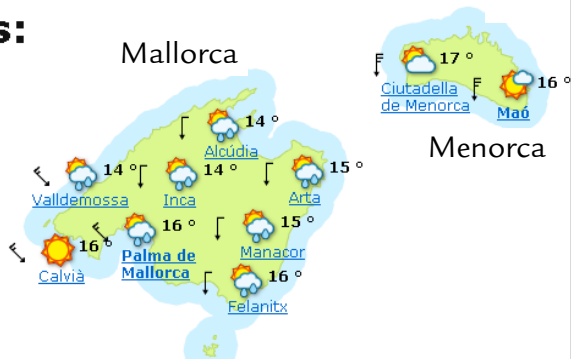 s:
Mallorca
17 °
Ciutadella
de Menorca
16 °
Maó
Menorca
14 °
Alcúdia
14 °
Valldemossa
14 °
Inca
15 °
Arta
16 °
Calvià
16 °
Palma de
Mallorca
15 °
Manacor
16 °
Felanitx